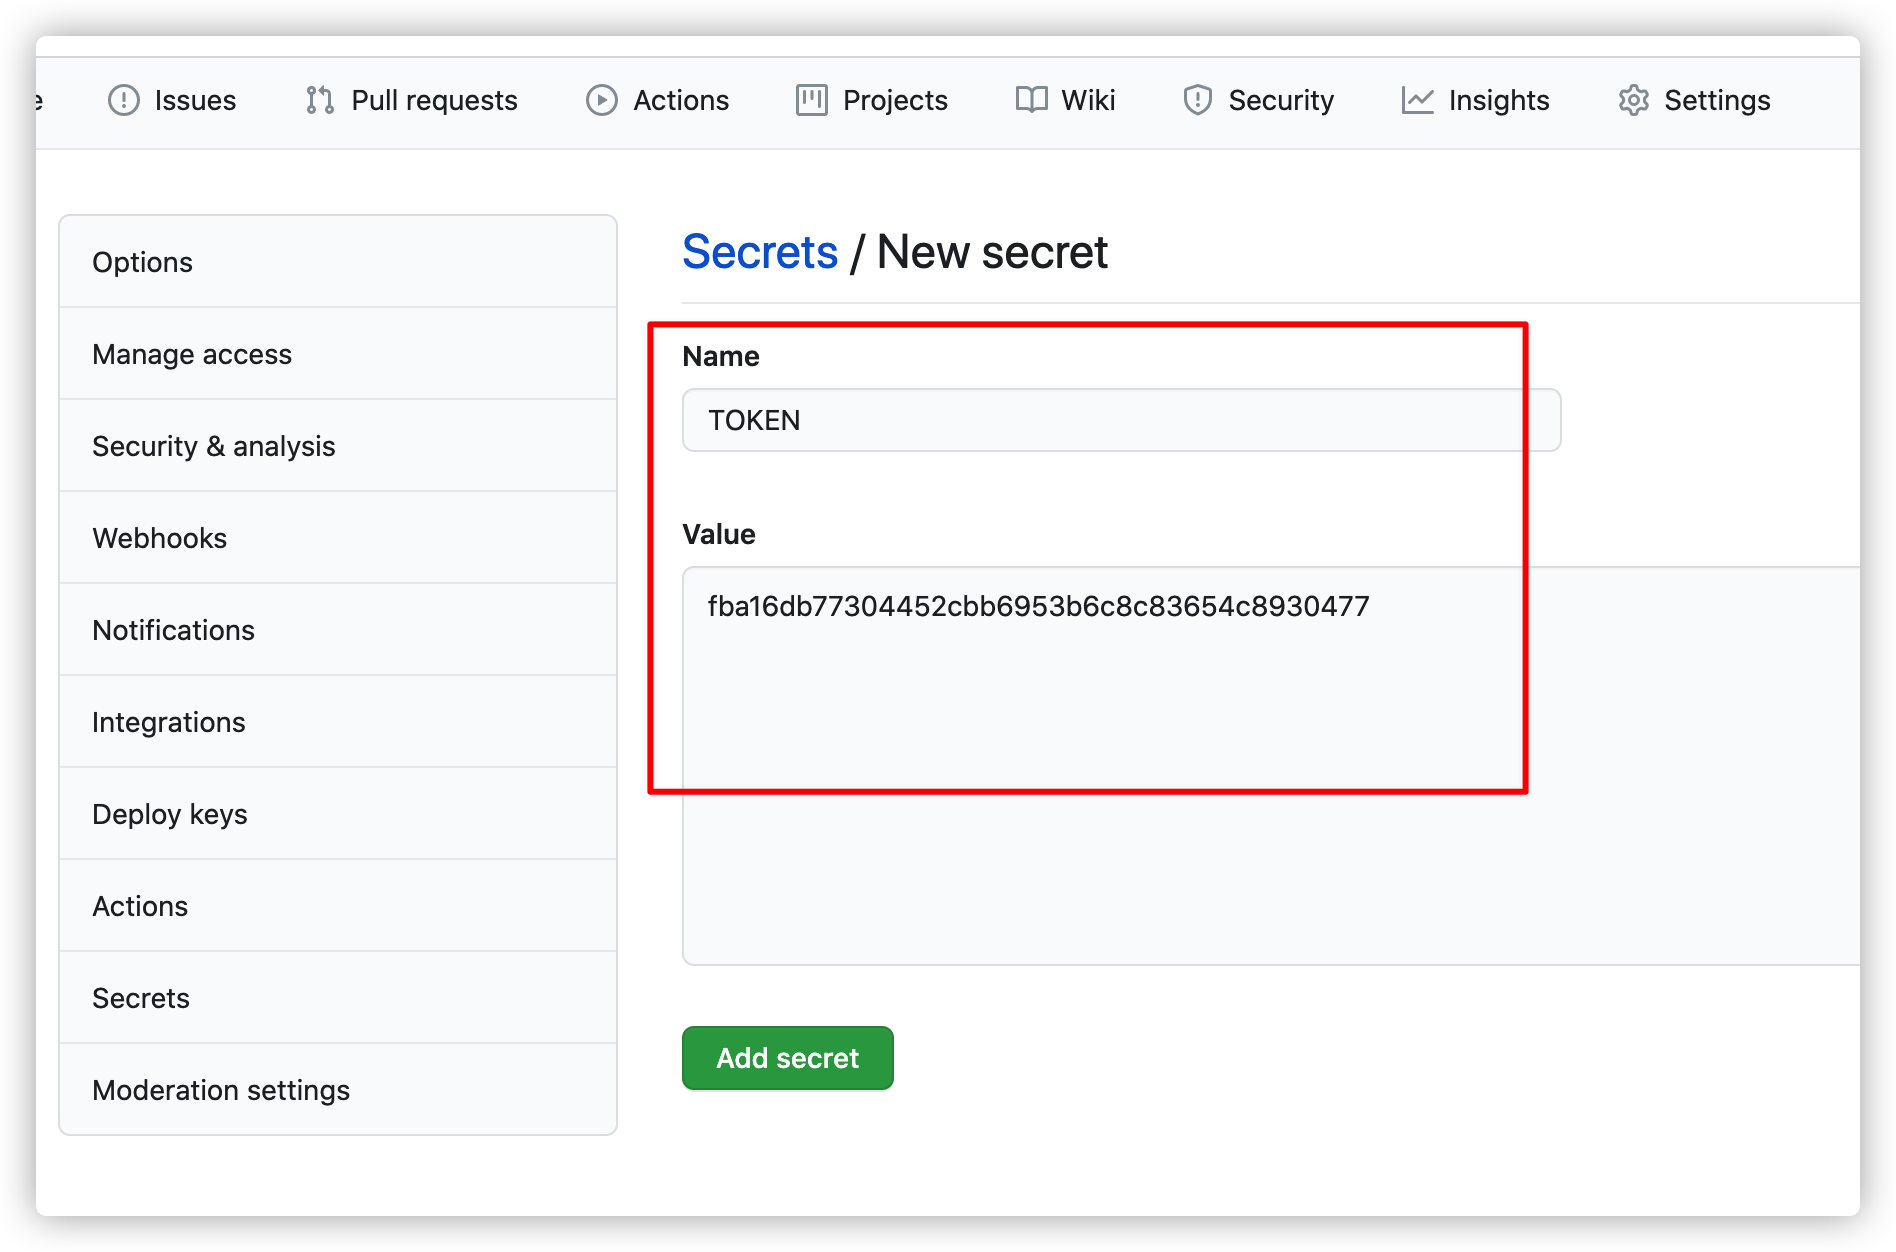 e Issues Pull requests Actions Projects Wiki Security Insights Settings
Options
Manage access
Security & analysis
Webhooks
Notifications
Integrations
Deploy keys
Actions
Secrets
Moderation settings
Secrets / New secret
Name
TOKEN
Value
fba16db77304452cbb6953b6c8c83654c8930477
Add secret